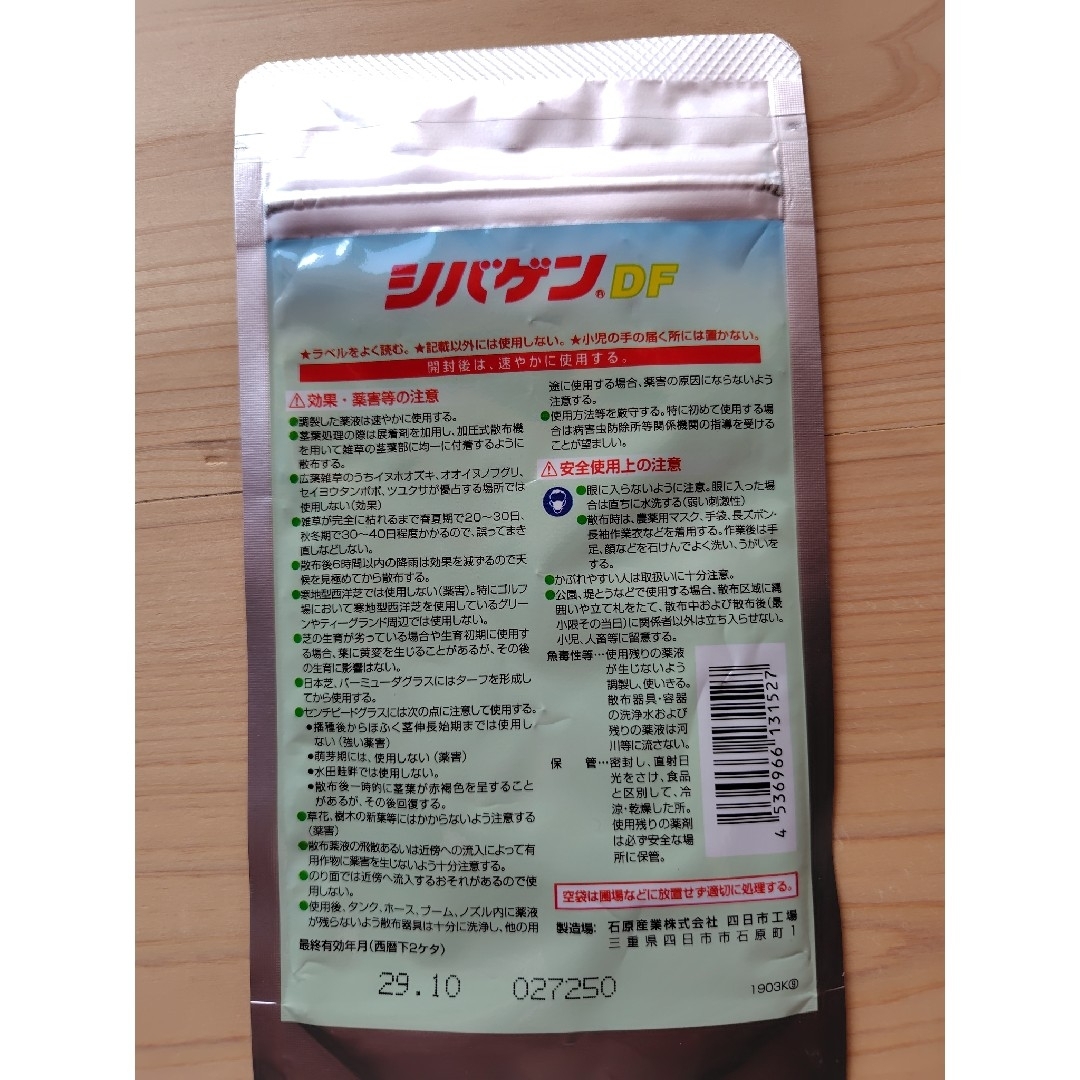 シバゲン®DF
★ラベルをよく読む。★記載以外には使用しない。★小児の手の届く所には置かない。
開封後は、速やかに使用する。
⚠効果・薬害等の注意
●調製した薬液は速やかに使用する。
●茎葉処理の際は展着剤を加用し、加圧式散布機
を用いて雑草の茎葉部に均一に付着するように
散布する。
●広葉雑草のうちイヌホオズキ、オオイヌノフグリ、
セイヨウタンポポ、ツユクサが優占する場所では
使用しない(効果)
●雑草が完全に枯れるまで春夏期で20〜30日、
秋冬期で30〜40日程度かかるので、誤ってまき
直しなどしない。
●散布後6時間以内の降雨は効果を減ずるので天
候を見極めてから散布する。
●寒地型西洋芝では使用しない(薬害)。特にゴルフ
場において寒地型西洋芝を使用しているグリー
ンやティーグランド周辺では使用しない。
●芝の生育が劣っている場合や生育初期に使用す
る場合、葉に黄変を生じることがあるが、その後
の生育に影響はない。
●日本芝、バーミューダグラスにはターフを形成し
てから使用する。
●センチピードグラスには次の点に注意して使用する。
●播種後からほふく茎伸長始期までは使用し
ない(強い薬害)
●萌芽期には、使用しない(薬害)
●水田畦畔では使用しない。
●散布後一時的に茎葉が赤褐色を呈すること
があるが、その後回復する。
●草花、樹木の新葉等にはかからないよう注意する
(薬害)
●散布薬液の飛散あるいは近傍への流入によって有
用作物に薬害を生じないよう十分注意する。
●のり面では近傍へ流入するおそれがあるので使
用しない。
●使用後、タンク、ホース、ブーム、ノズル内に薬液
が残らないよう散布器具は十分に洗浄し、他の用
途に使用する場合、薬害の原因にならないよう
注意する。
●使用方法等を厳守する。特に初めて使用する場
合は病害虫防除所等関係機関の指導を受ける
ことが望ましい。
⚠安全使用上の注意
●眼に入らないように注意。眼に入った場
合は直ちに水洗する(弱い刺激性)
●散布時は、農薬用マスク、手袋、長ズボン・
長袖作業衣などを着用する。作業後は手
足、顔などを石けんでよく洗い、うがいを
する。
●かぶれやすい人は取扱いに十分注意。
●公園、堤とうなどで使用する場合、散布区域に縄
囲いや立て札をたて、散布中および散布後(最
小限その当日)に関係者以外は立ち入らせない。
小児、人畜等に留意する。
魚毒性等…使用残りの薬液
が生じないよう
調製し、使いきる。
散布器具・容器
の洗浄水および
残りの薬液は河
川等に流さない。
保　管…密封し、直射日
光をさけ、食品
と区別して、冷
涼・乾燥した所。
使用残りの薬剤
は必ず安全な場
所に保管。
4 536966 131527
空袋は圃場などに放置せず適切に処理する。
製造場: 石原産業株式会社 四日市工場
三重県四日市市石原町1
最終有効年月(西暦下2ケタ)
29.10 027250
1903K⑨